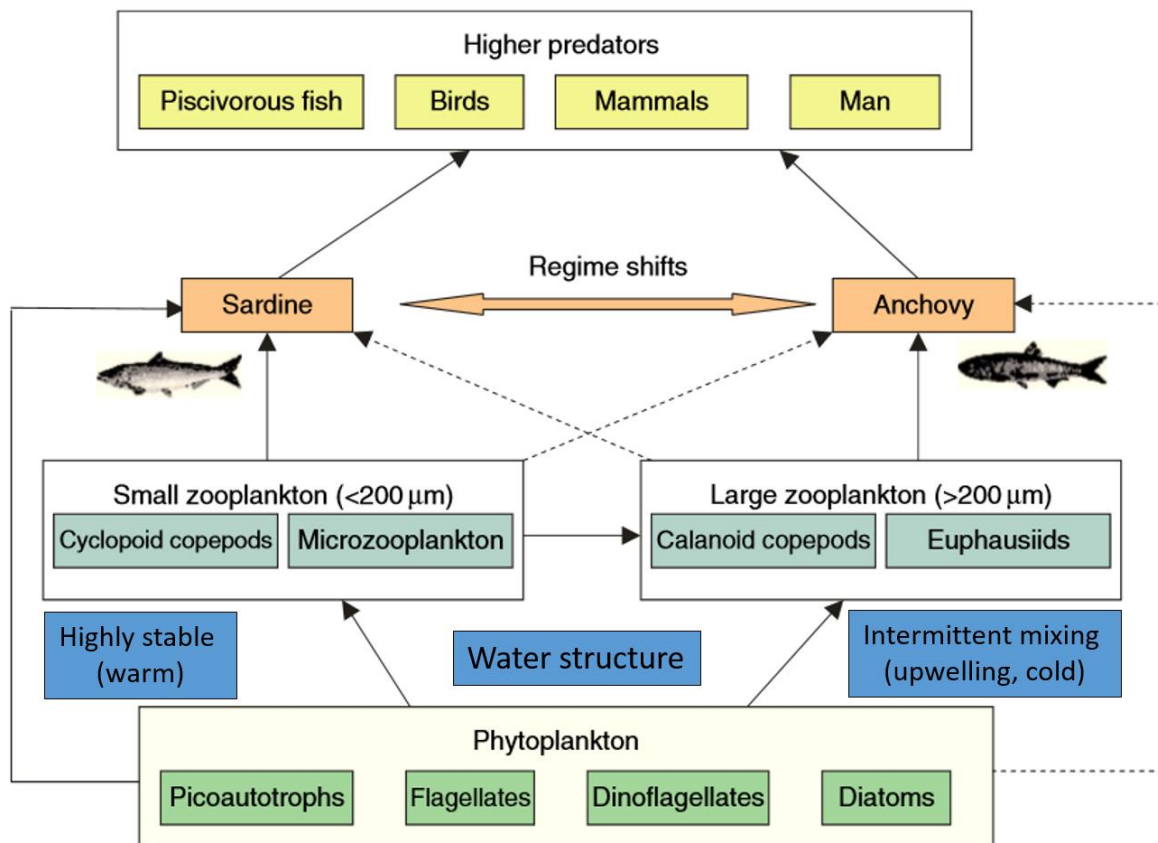 Higher predators
Piscivorous fish
Birds
Mammals
Man
Regime shifts
Sardine
Anchovy
Small zooplankton (<200 μm)
Cyclopoid copepods
Microzooplankton
Large zooplankton (>200 μm)
Calanoid copepods
Euphausiids
Highly stable
(warm)
Water structure
Intermittent mixing
(upwelling, cold)
Phytoplankton
Picoautotrophs
Flagellates
Dinoflagellates
Diatoms